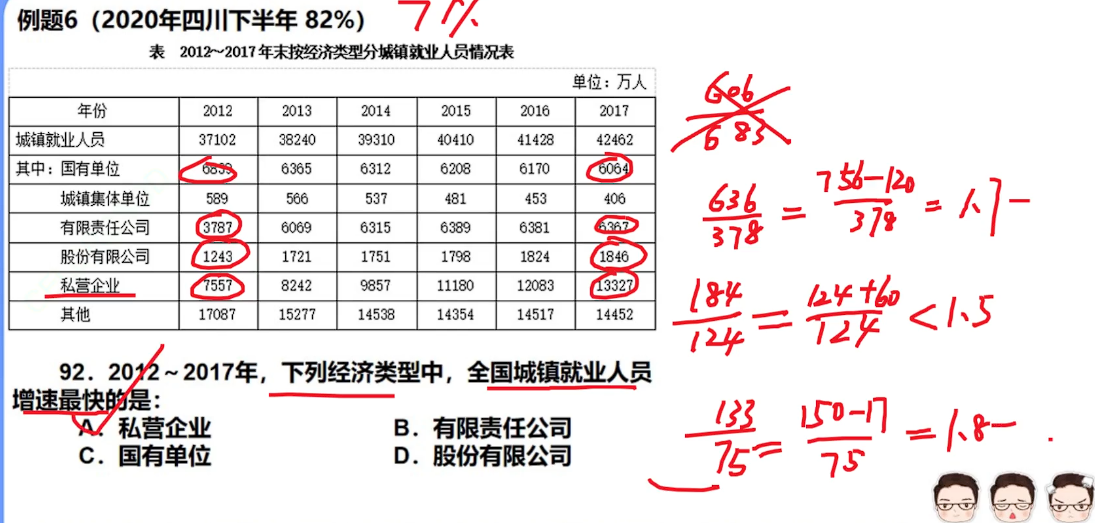 例题6（2020年四川下半年 82%）
表 2012～2017年末按经济类型分城镇就业人员情况表
单位：万人
年份 2012 2013 2014 2015 2016 2017
城镇就业人员 37102 38240 39310 40410 41428 42462
其中：国有单位 6839 6365 6312 6208 6170 6064
城镇集体单位 589 566 537 481 453 406
有限责任公司 3787 6069 6315 6389 6381 6367
股份有限公司 1243 1721 1751 1798 1824 1846
私营企业 7557 8242 9857 11180 12083 13327
其他 17087 15277 14538 14354 14517 14452
92．2012～2017年，下列经济类型中，全国城镇就业人员
增速最快的是：
A．私营企业 B．有限责任公司
C．国有单位 D．股份有限公司
606
683
636/378 = 756-120/378 = 1.7-
184/124 = 124+60/124 < 1.5
133/75 = 150-17/75 = 1.8-